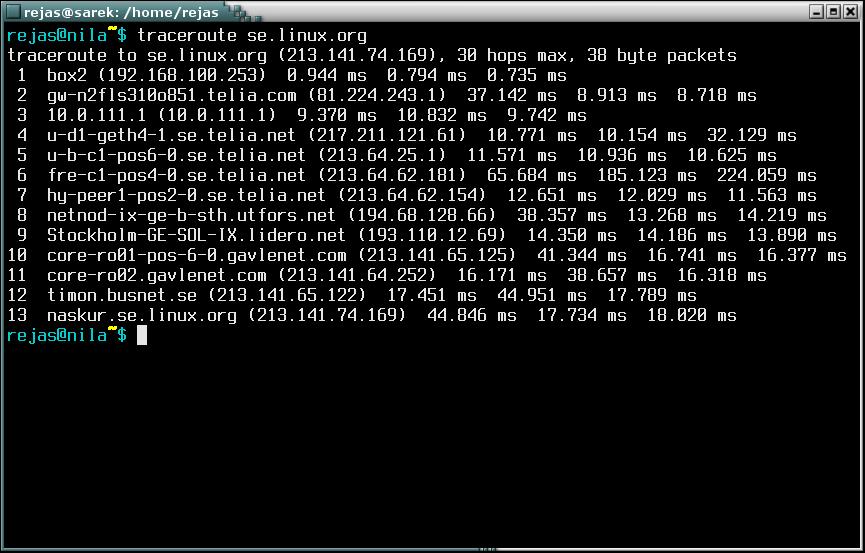 rejas@sarek: /home/rejas
rejas@nila~$ traceroute se.linux.org
traceroute to se.linux.org (213.141.74.169), 30 hops max, 38 byte packets
 1  box2 (192.168.100.253)  0.944 ms  0.794 ms  0.735 ms
 2  gw-n2fls310o851.telia.com (81.224.243.1)  37.142 ms  8.913 ms  8.718 ms
 3  10.0.111.1 (10.0.111.1)  9.370 ms  10.832 ms  9.742 ms
 4  u-d1-geth4-1.se.telia.net (217.211.121.61)  10.771 ms  10.154 ms  32.129 ms
 5  u-b-c1-pos6-0.se.telia.net (213.64.25.1)  11.571 ms  10.936 ms  10.625 ms
 6  fre-c1-pos4-0.se.telia.net (213.64.62.181)  65.684 ms  185.123 ms  224.059 ms
 7  hy-peer1-pos2-0.se.telia.net (213.64.62.154)  12.651 ms  12.029 ms  11.563 ms
 8  netnod-ix-ge-b-sth.utfors.net (194.68.128.66)  38.357 ms  13.268 ms  14.219 ms
 9  Stockholm-GE-SOL-IX.lidero.net (193.110.12.69)  14.350 ms  14.186 ms  13.890 ms
10  core-ro01-pos-6-0.gavlenet.com (213.141.65.125)  41.344 ms  16.741 ms  16.377 ms
11  core-ro02.gavlenet.com (213.141.64.252)  16.171 ms  38.657 ms  16.318 ms
12  timon.busnet.se (213.141.65.122)  17.451 ms  44.951 ms  17.789 ms
13  naskur.se.linux.org (213.141.74.169)  44.846 ms  17.734 ms  18.020 ms
rejas@nila~$